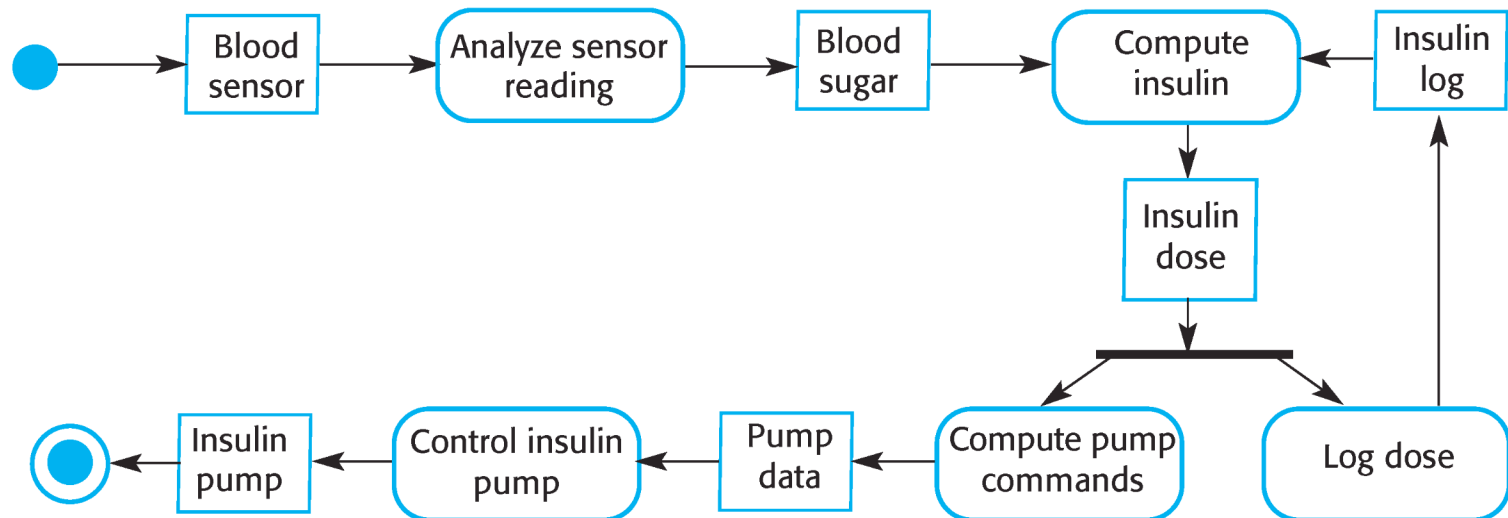 Blood
sensor
Analyze sensor
reading
Blood
sugar
Compute
insulin
Insulin
log
Insulin
dose
Insulin
pump
Control insulin
pump
Pump
data
Compute pump
commands
Log dose